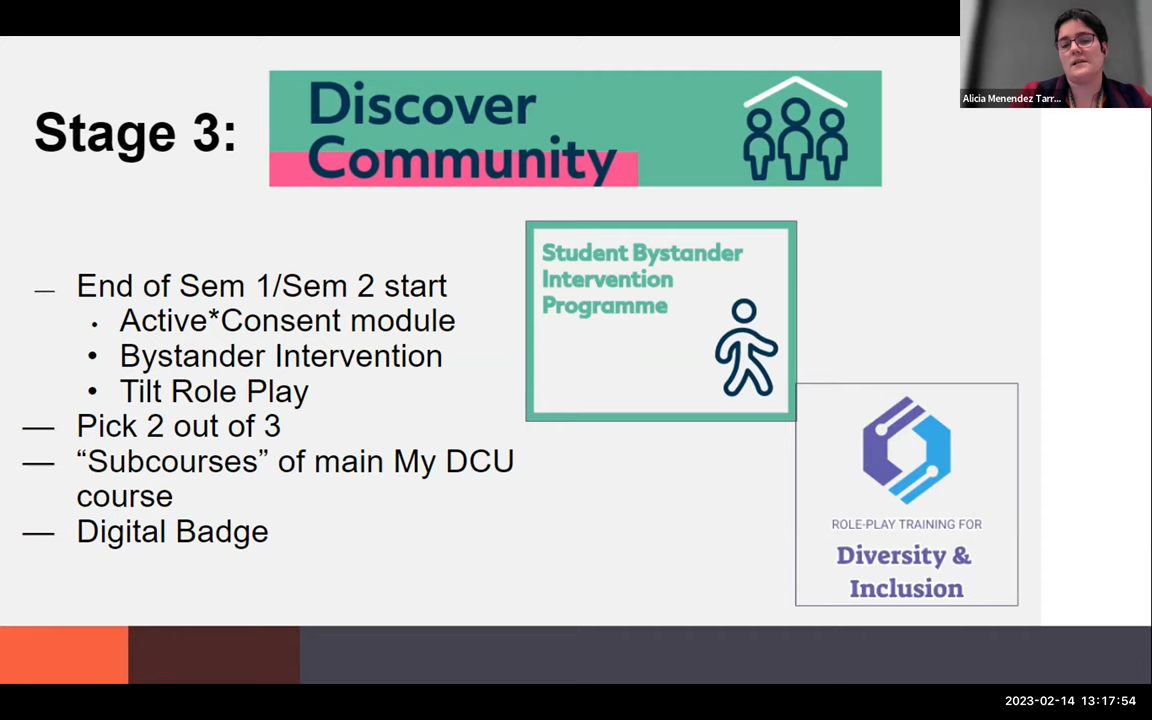 Alicia Menendez Tarr...
Stage 3:
Discover
Community
Student Bystander
Intervention
Programme
— End of Sem 1/Sem 2 start
• Active*Consent module
• Bystander Intervention
• Tilt Role Play
— Pick 2 out of 3
— “Subcourses” of main My DCU
course
— Digital Badge
ROLE-PLAY TRAINING FOR
Diversity &
Inclusion
2023-02-14 13:17:54